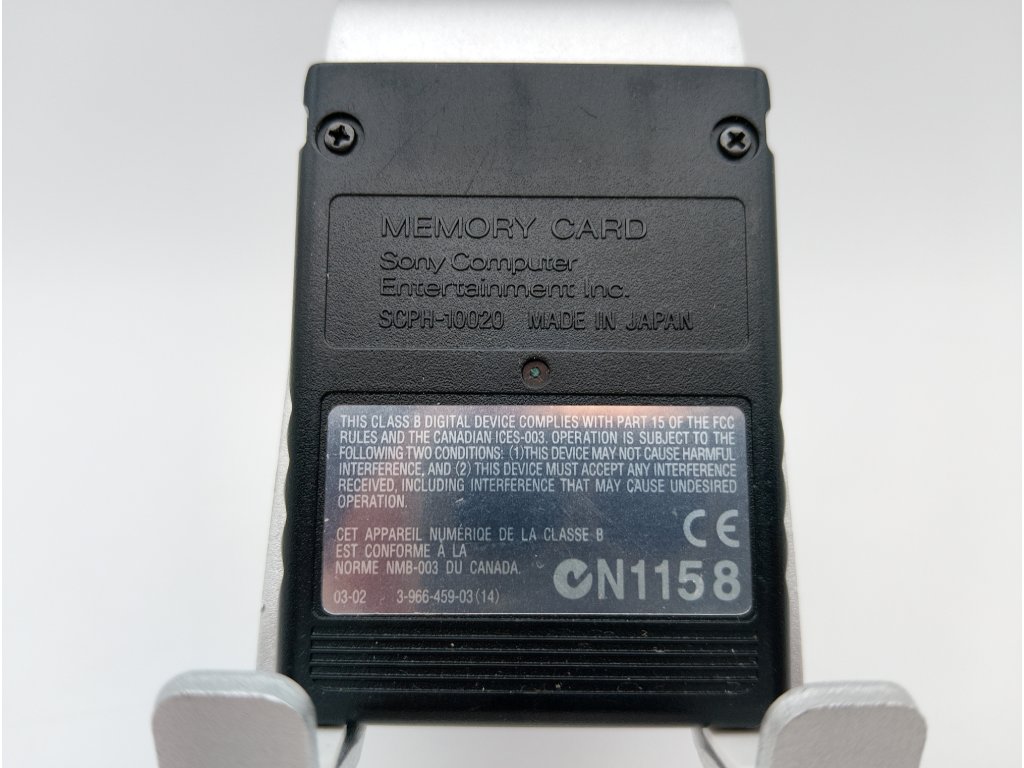 MEMORY CARD
Sony Computer
Entertainment Inc.
SCPH-10020 MADE IN JAPAN
THIS CLASS B DIGITAL DEVICE COMPLIES WITH PART 15 OF THE FCC
RULES AND THE CANADIAN ICES-003. OPERATION IS SUBJECT TO THE
FOLLOWING TWO CONDITIONS: (1)THIS DEVICE MAY NOT CAUSE HARMFUL
INTERFERENCE, AND (2) THIS DEVICE MUST ACCEPT ANY INTERFERENCE
RECEIVED, INCLUDING INTERFERENCE THAT MAY CAUSE UNDESIRED
OPERATION.
CET APPAREIL NUMÉRIQE DE LA CLASSE B
EST CONFORME À LA
NORME NMB-003 DU CANADA.
CE
N1158
03-02 3-966-459-03(14)